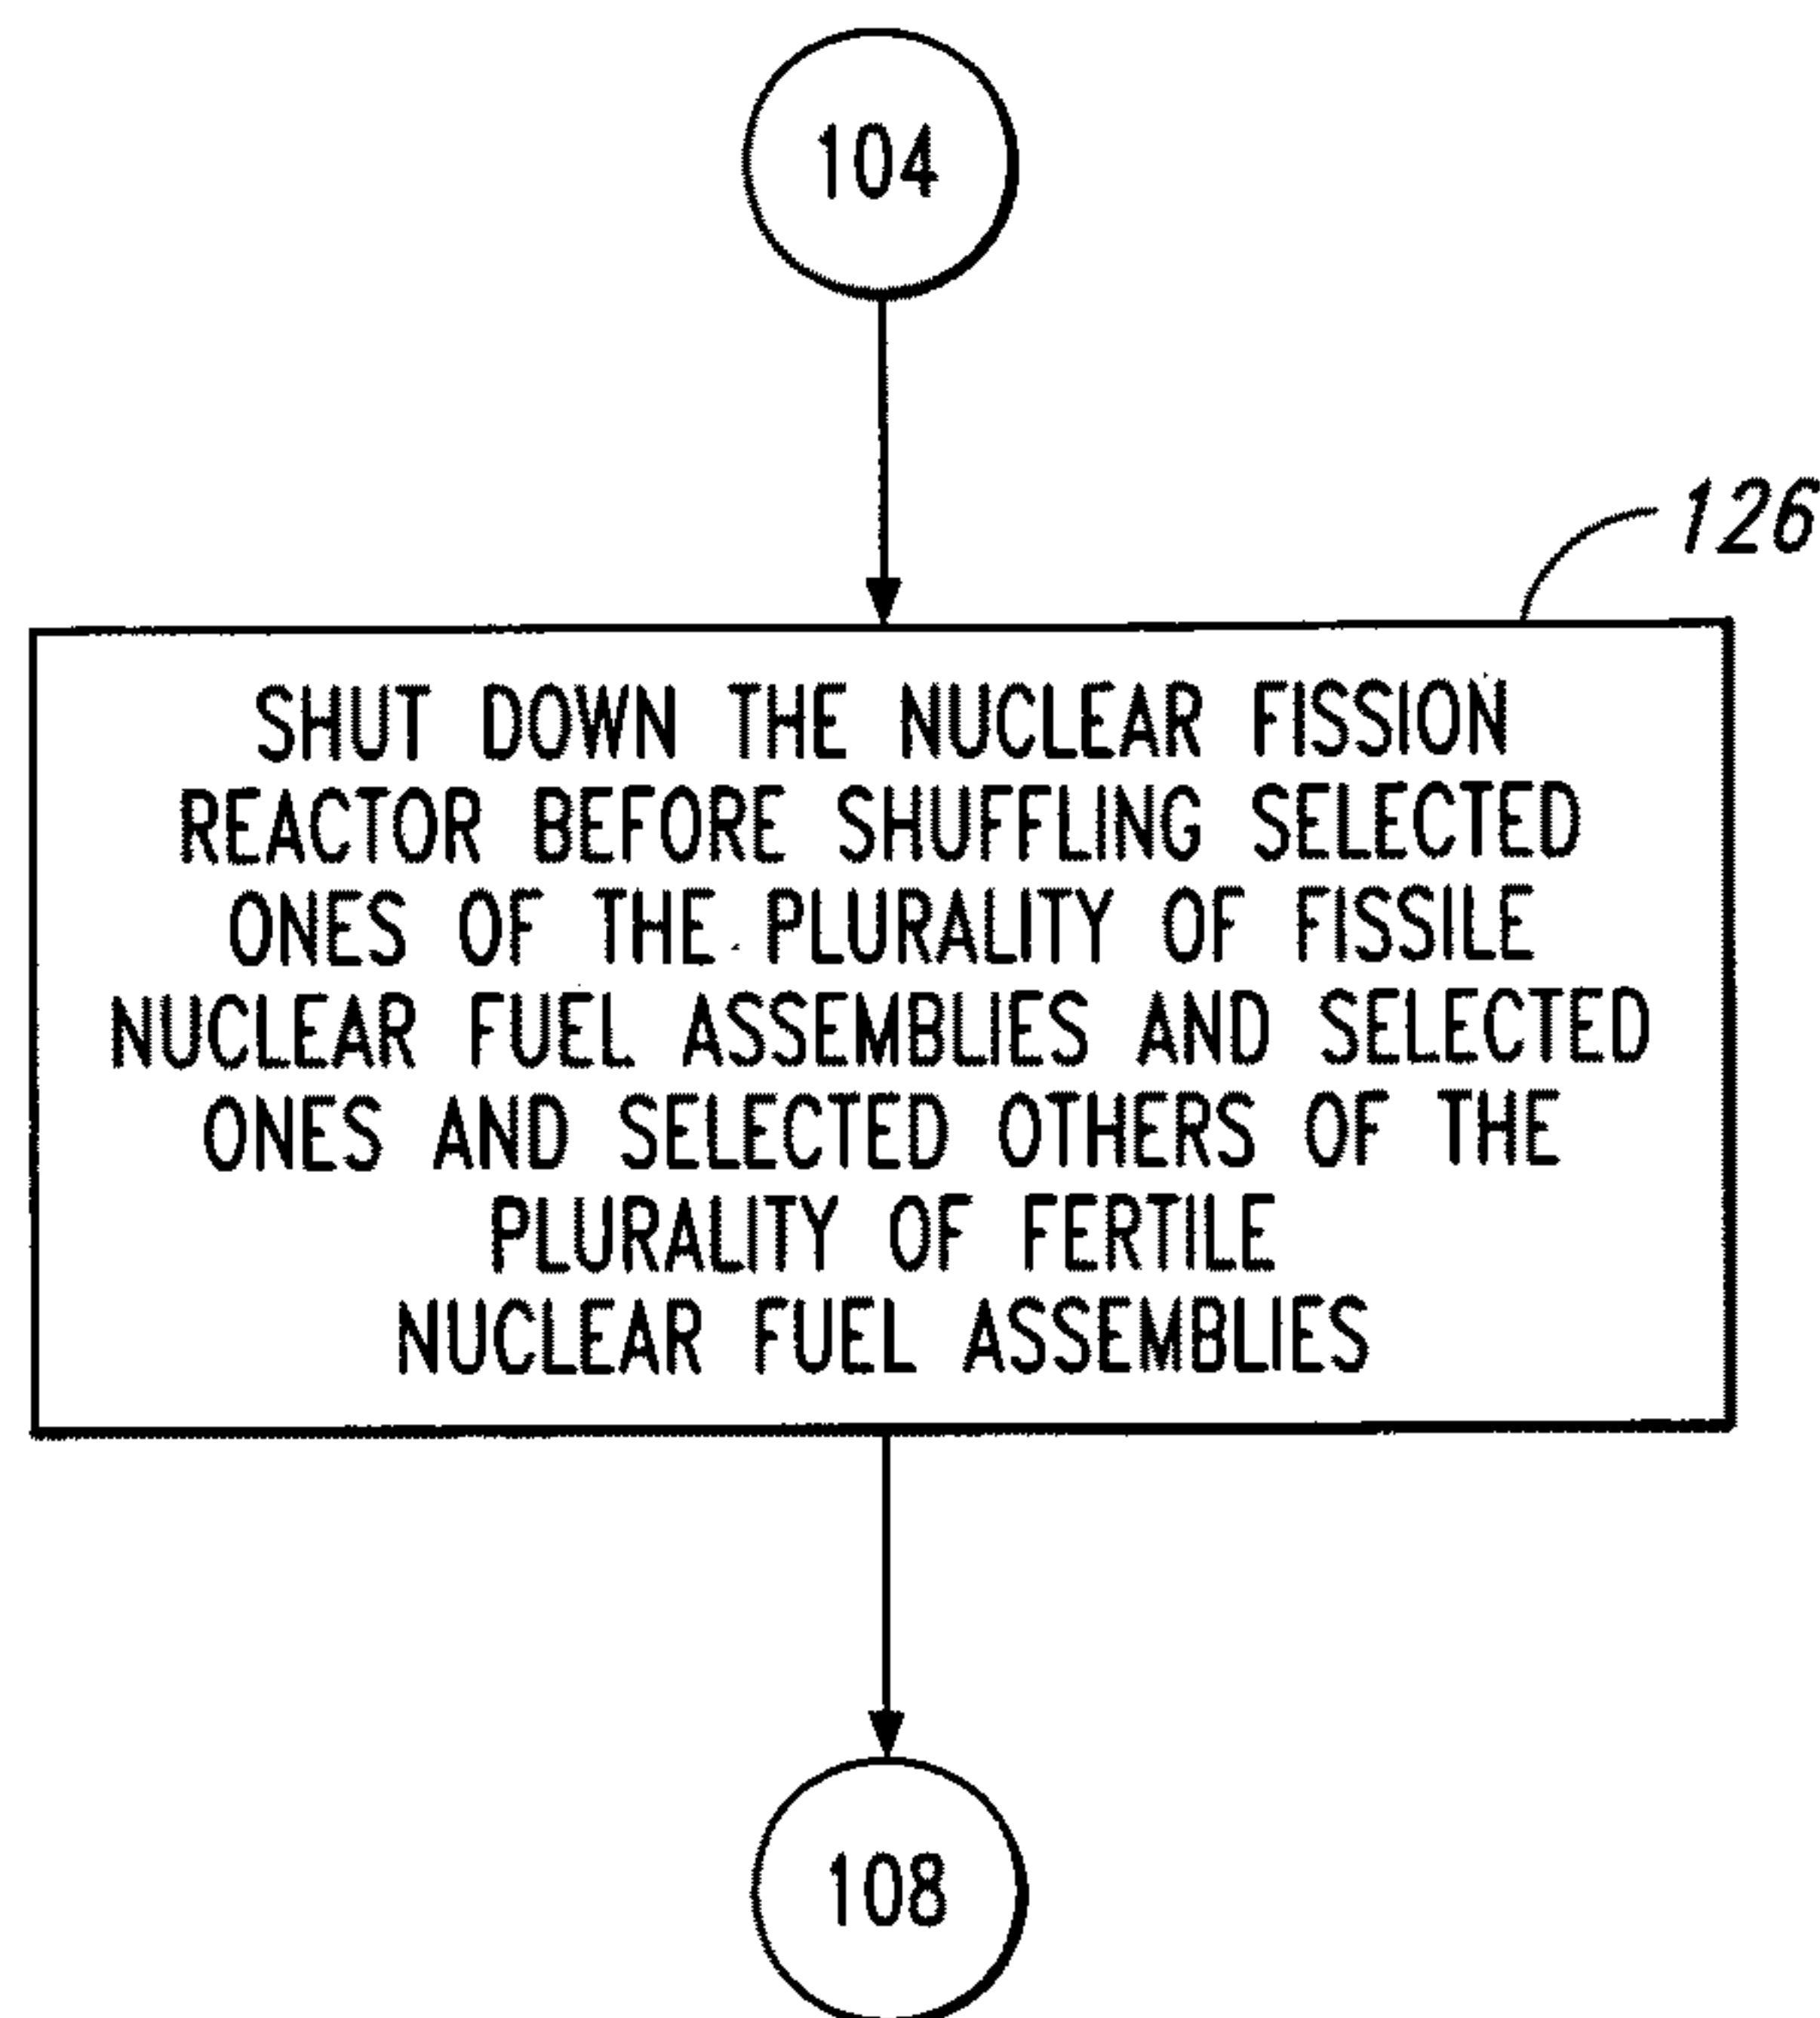 104
126
SHUT DOWN THE NUCLEAR FISSION
REACTOR BEFORE SHUFFLING SELECTED
ONES OF THE PLURALITY OF FISSILE
NUCLEAR FUEL ASSEMBLIES AND SELECTED
ONES AND SELECTED OTHERS OF THE
PLURALITY OF FERTILE
NUCLEAR FUEL ASSEMBLIES
108